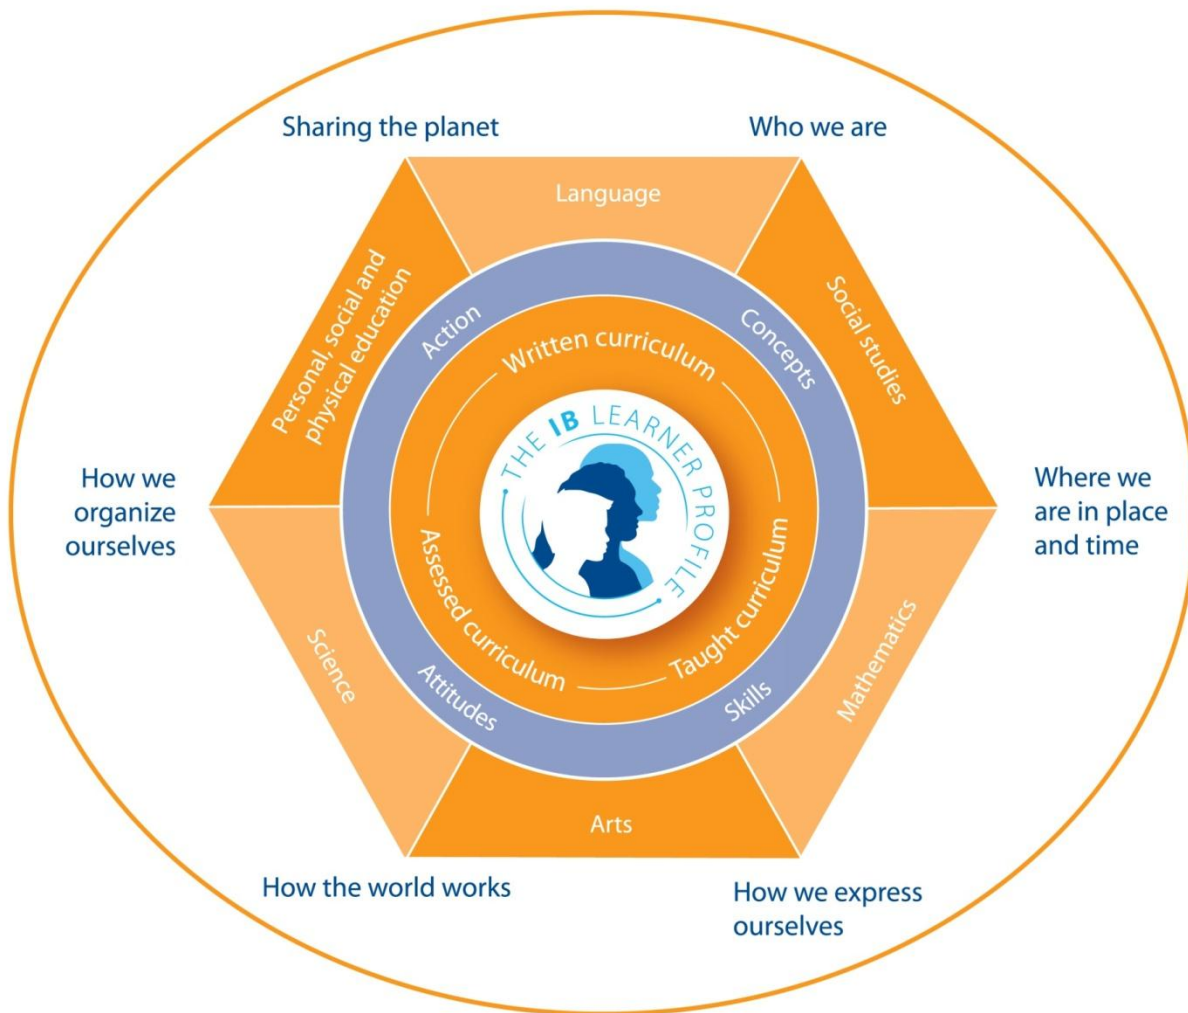 Sharing the planet
Who we are
Language
Personal, social and
physical education
Social studies
Action
Concepts
Written curriculum
THE IB LEARNER PROFILE
How we
organize
ourselves
Where we
are in place
and time
Assessed curriculum
Taught curriculum
Science
Mathematics
Attitudes
Skills
Arts
How the world works
How we express
ourselves